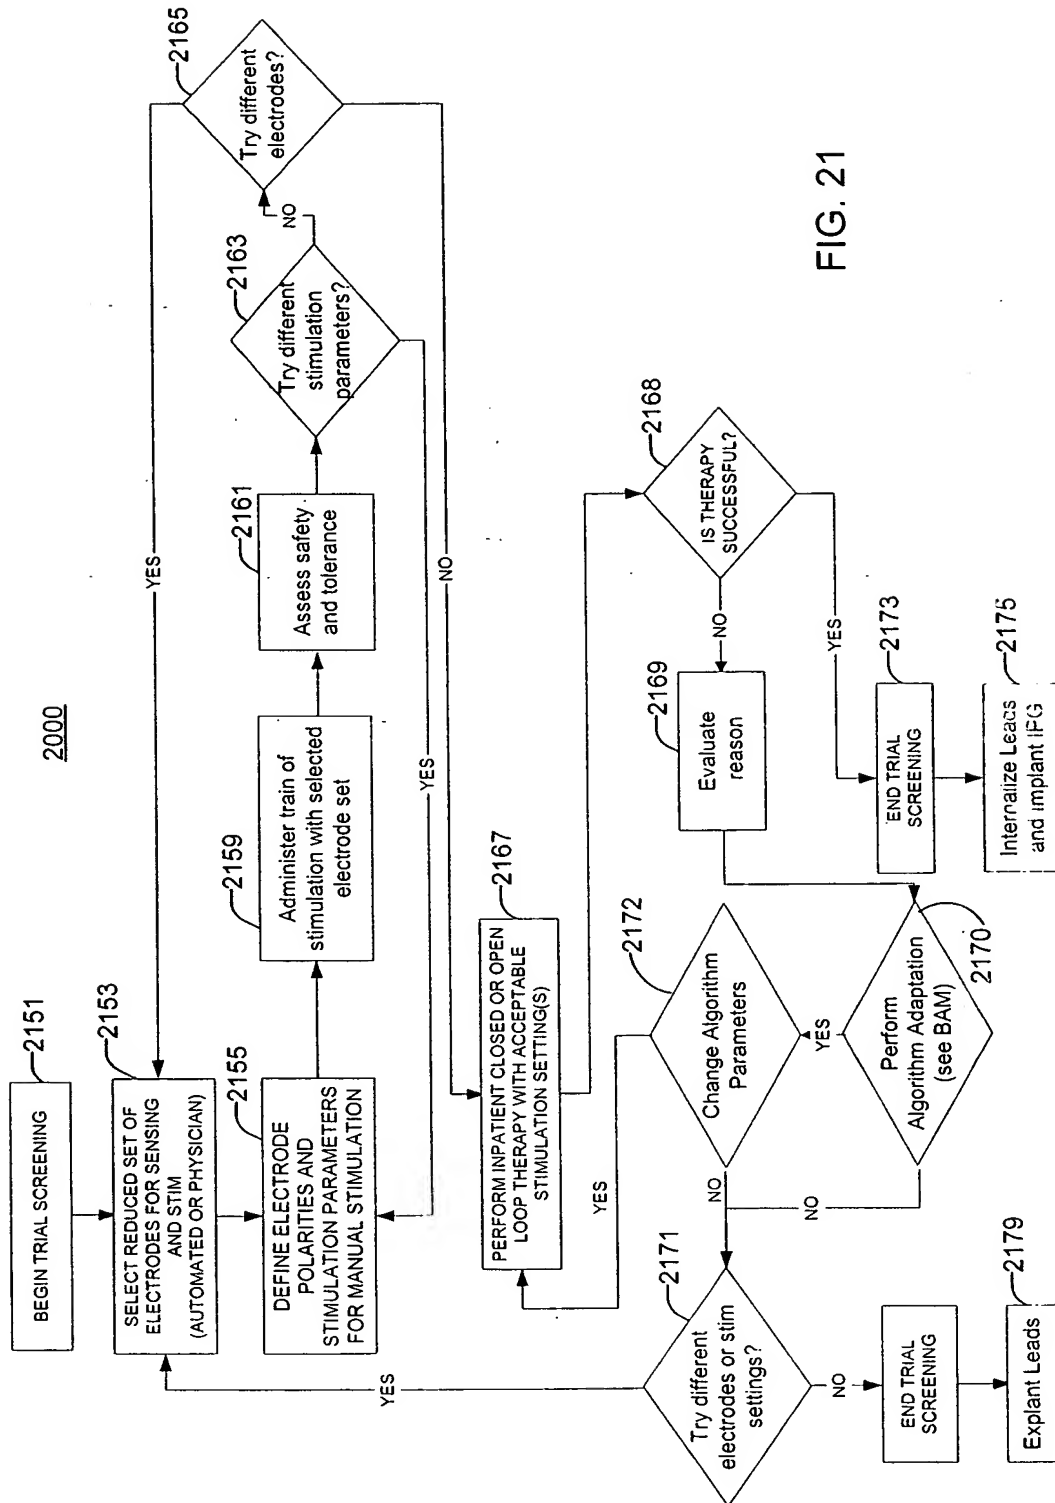 2000
2151
BEGIN TRIAL SCREENING
2153
SELECT REDUCED SET OF
ELECTRODES FOR SENSING
AND STIM
(AUTOMATED OR PHYSICIAN)
2155
DEFINE ELECTRODE
POLARITIES AND
STIMULATION PARAMETERS
FOR MANUAL STIMULATION
2159
Administer train of
stimulation with selected
electrode set
2161
Assess safety
and tolerance
2163
Try different
stimulation
parameters?
NO
2165
Try different
electrodes?
YES
NO
YES
2167
PERFORM INPATIENT CLOSED OR OPEN
LOOP THERAPY WITH ACCEPTABLE
STIMULATION SETTING(S)
2168
IS THERAPY
SUCCESSFUL?
NO
YES
2169
Evaluate
reason
2173
END TRIAL
SCREENING
2175
Internalize Leads
and implant IPG
2170
Perform
Algorithm Adaptation
(see BAM)
YES
NO
2172
Change Algorithm
Parameters
YES
NO
2171
Try different
electrodes or stim
settings?
YES
NO
END TRIAL
SCREENING
2179
Explant Leads
FIG. 21